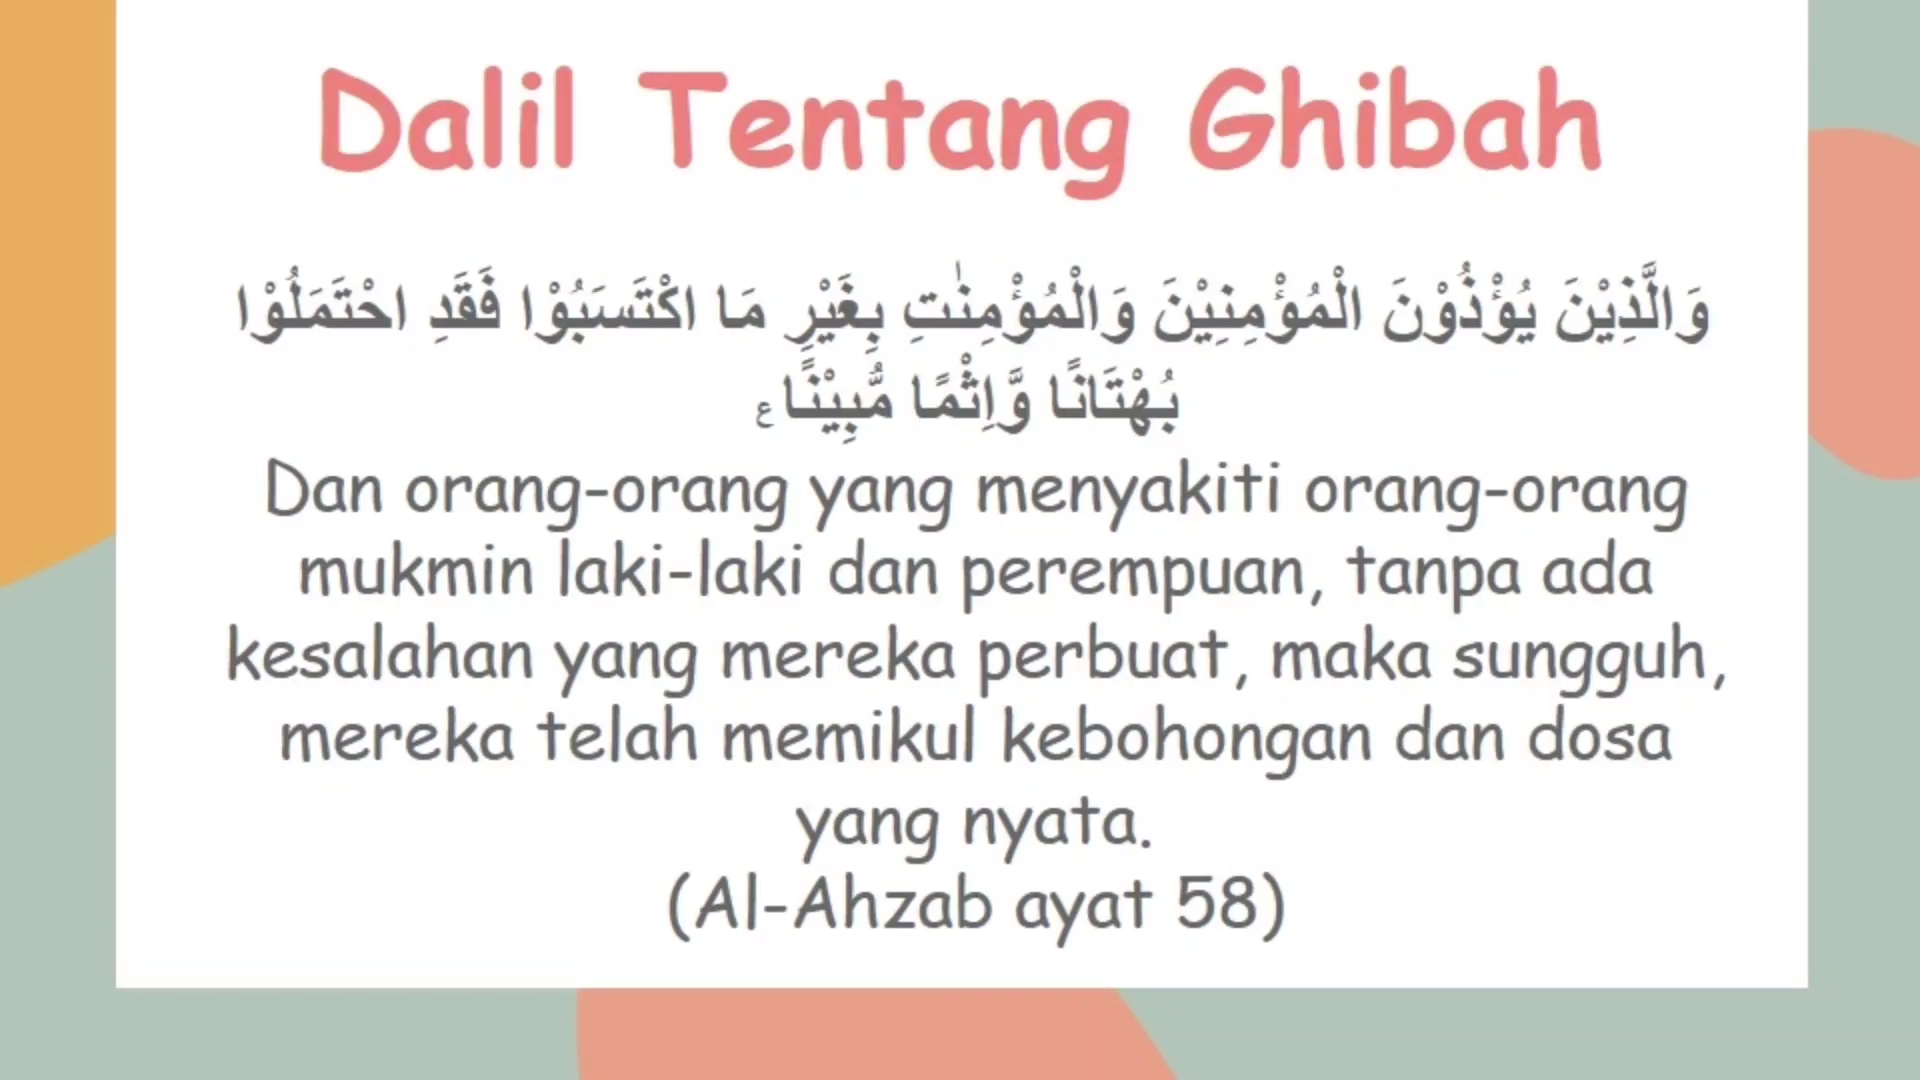 Dalil Tentang Ghibah
وَالَّذِيْنَ يُؤْذُوْنَ الْمُؤْمِنِيْنَ وَالْمُؤْمِنٰتِ بِغَيْرِ مَا اكْتَسَبُوْا فَقَدِ احْتَمَلُوْا
بُهْتَانًا وَّاِثْمًا مُّبِيْنًا ࣖ
Dan orang-orang yang menyakiti orang-orang
mukmin laki-laki dan perempuan, tanpa ada
kesalahan yang mereka perbuat, maka sungguh,
mereka telah memikul kebohongan dan dosa
yang nyata.
(Al-Ahzab ayat 58)